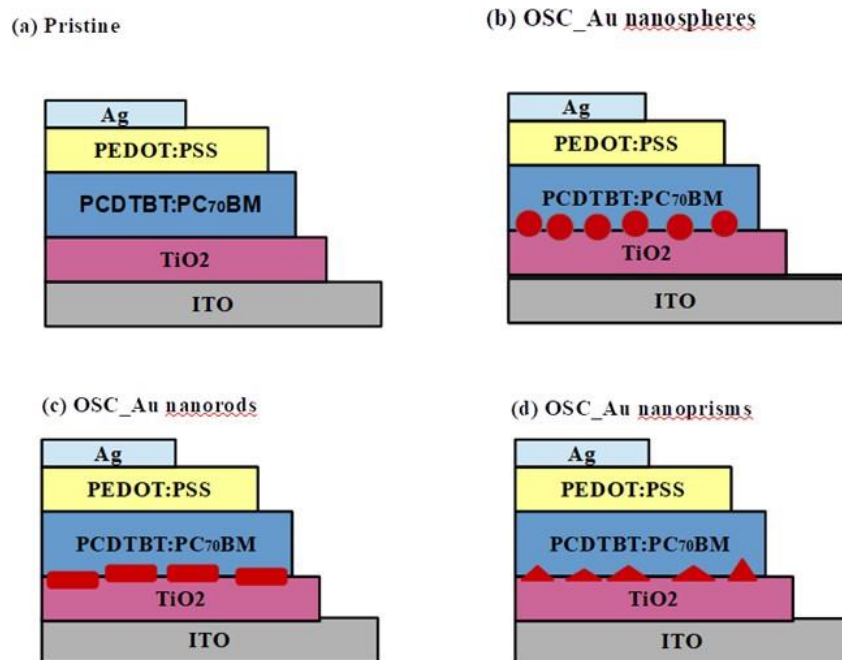 (a) Pristine
Ag
PEDOT:PSS
PCDTBT:PC70BM
TiO2
ITO
(b) OSC_Au nanospheres
Ag
PEDOT:PSS
PCDTBT:PC70BM
TiO2
ITO
(c) OSC_Au nanorods
Ag
PEDOT:PSS
PCDTBT:PC70BM
TiO2
ITO
(d) OSC_Au nanoprisms
Ag
PEDOT:PSS
PCDTBT:PC70BM
TiO2
ITO